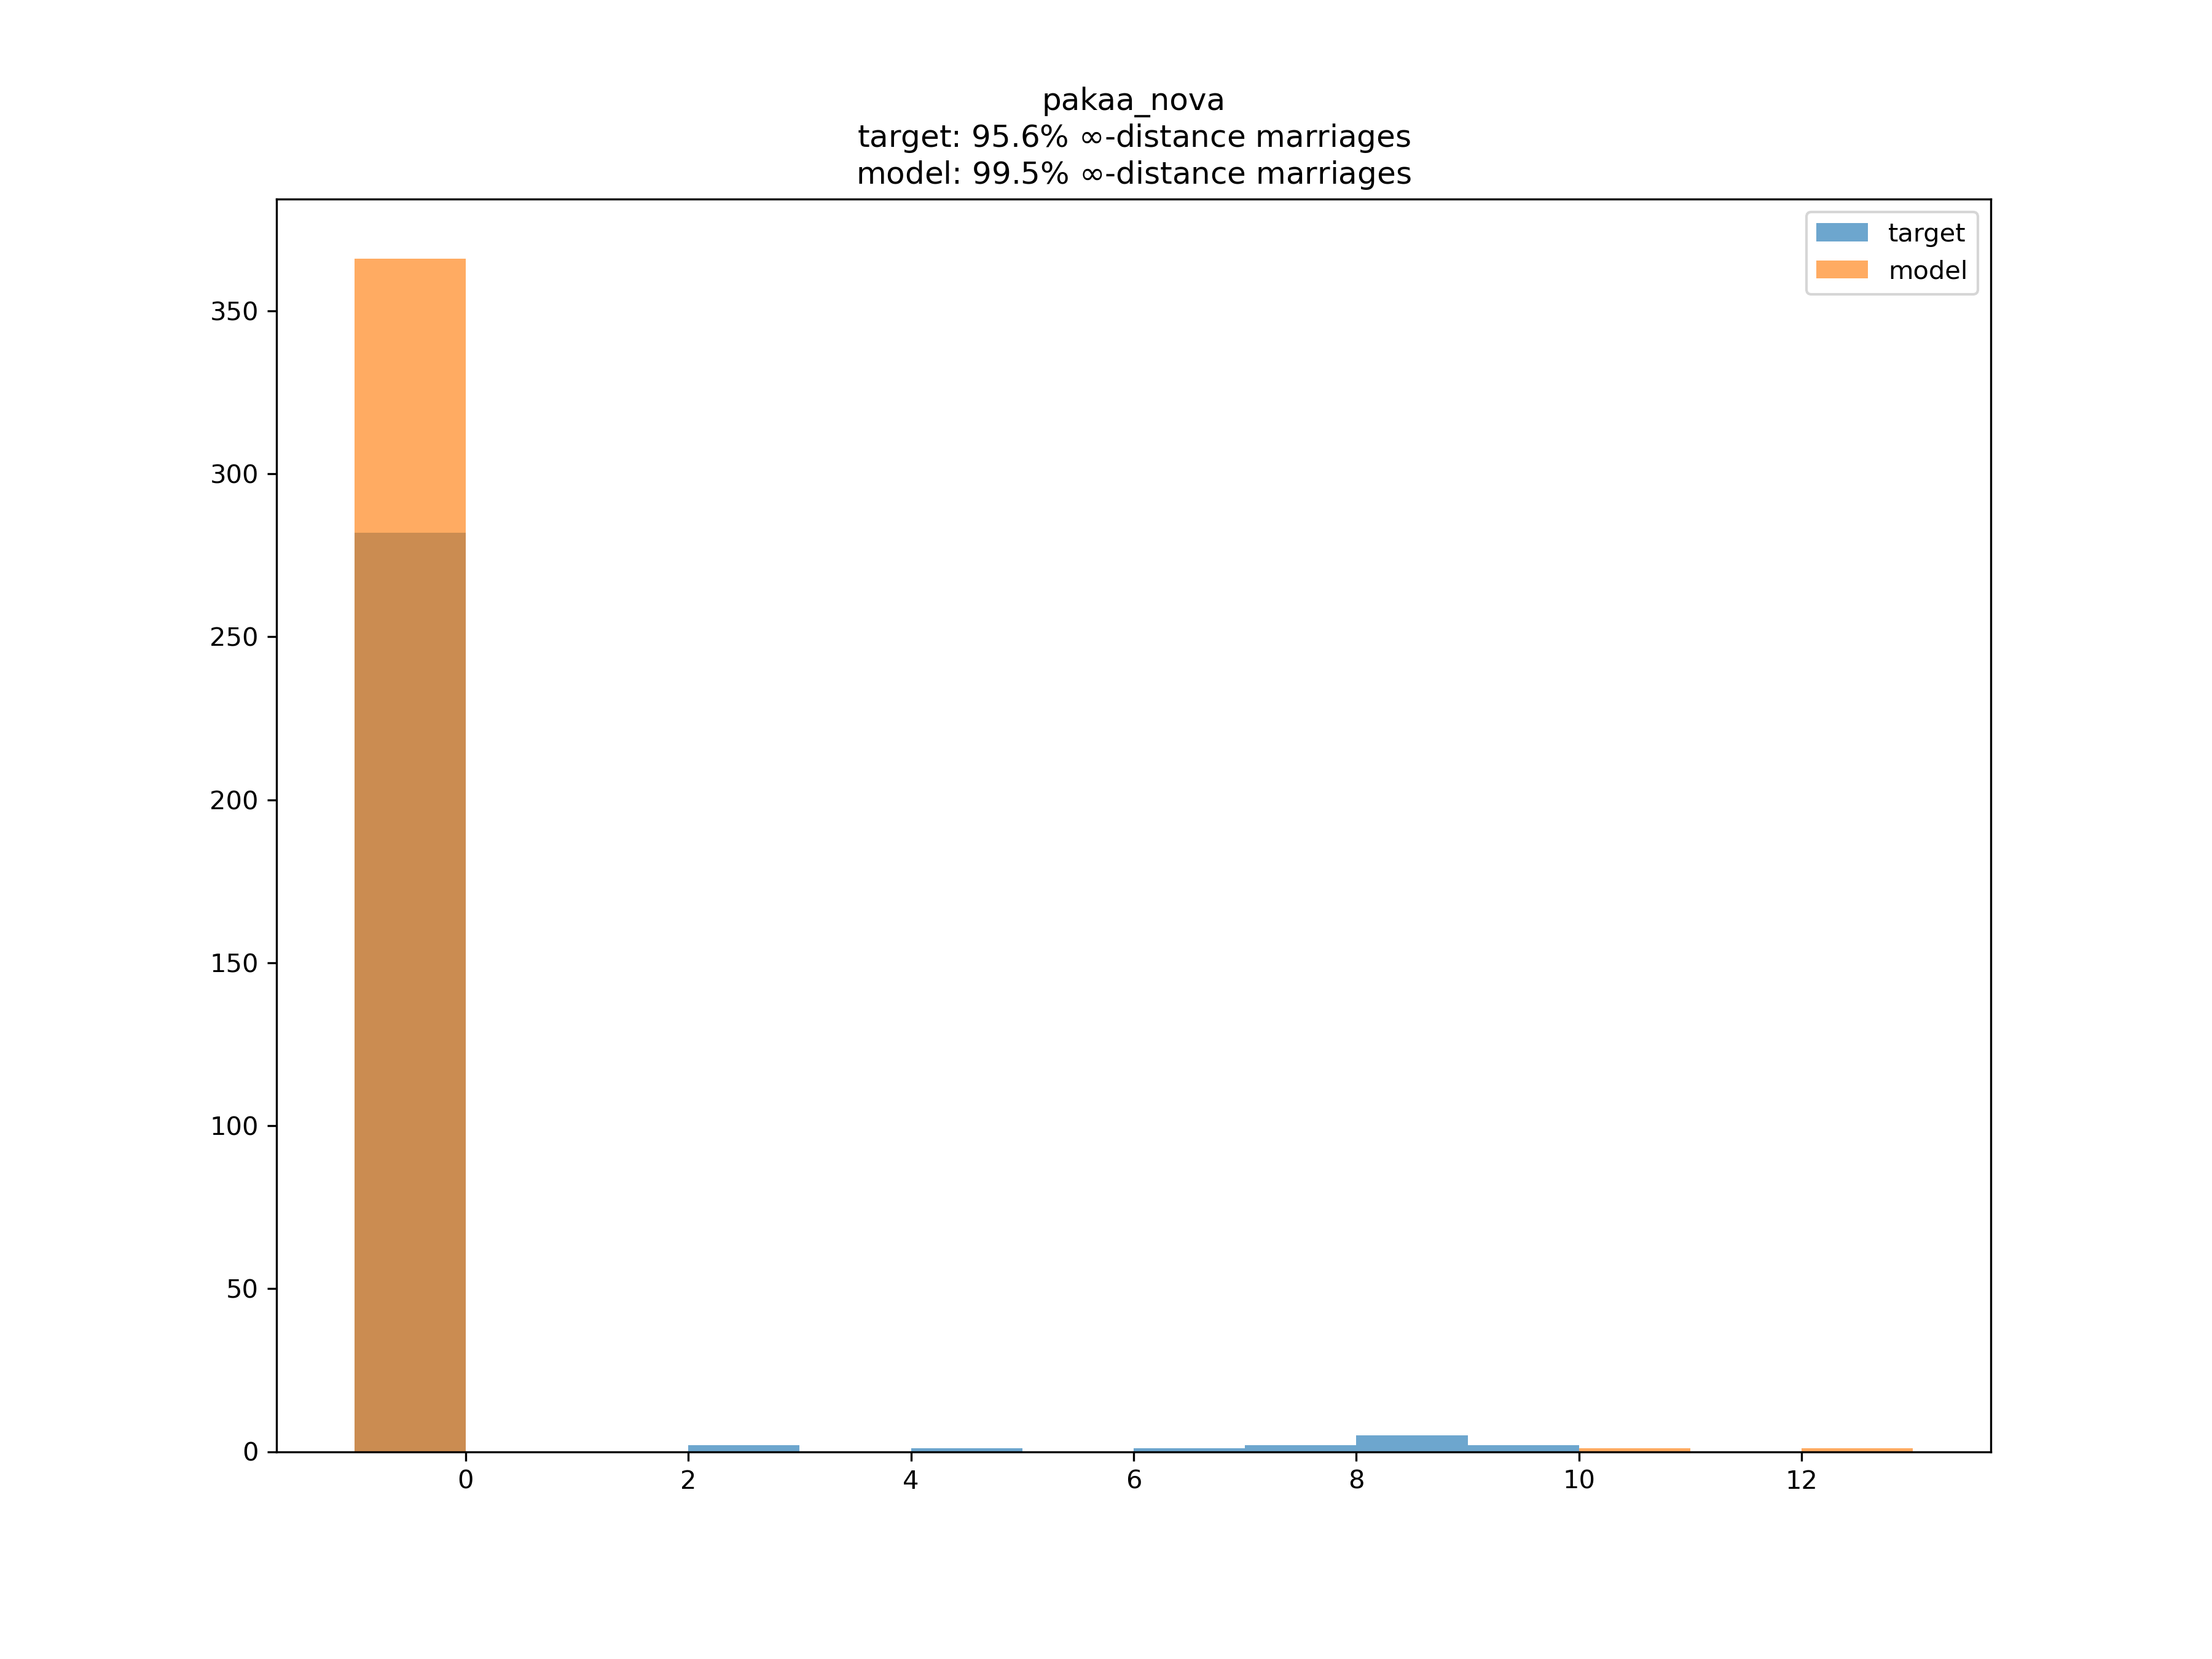 pakaa_nova
target: 95.6% ∞-distance marriages
model: 99.5% ∞-distance marriages
target
model
350
300
250
200
150
100
50
0
0 2 4 6 8 10 12